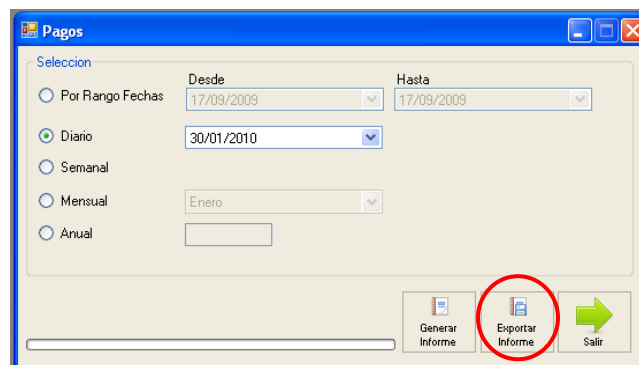 Pagos
Seleccion
Desde Hasta
Por Rango Fechas 17/09/2009 17/09/2009
Diario 30/01/2010
Semanal
Mensual Enero
Anual
Generar Exportar
Informe Informe Salir